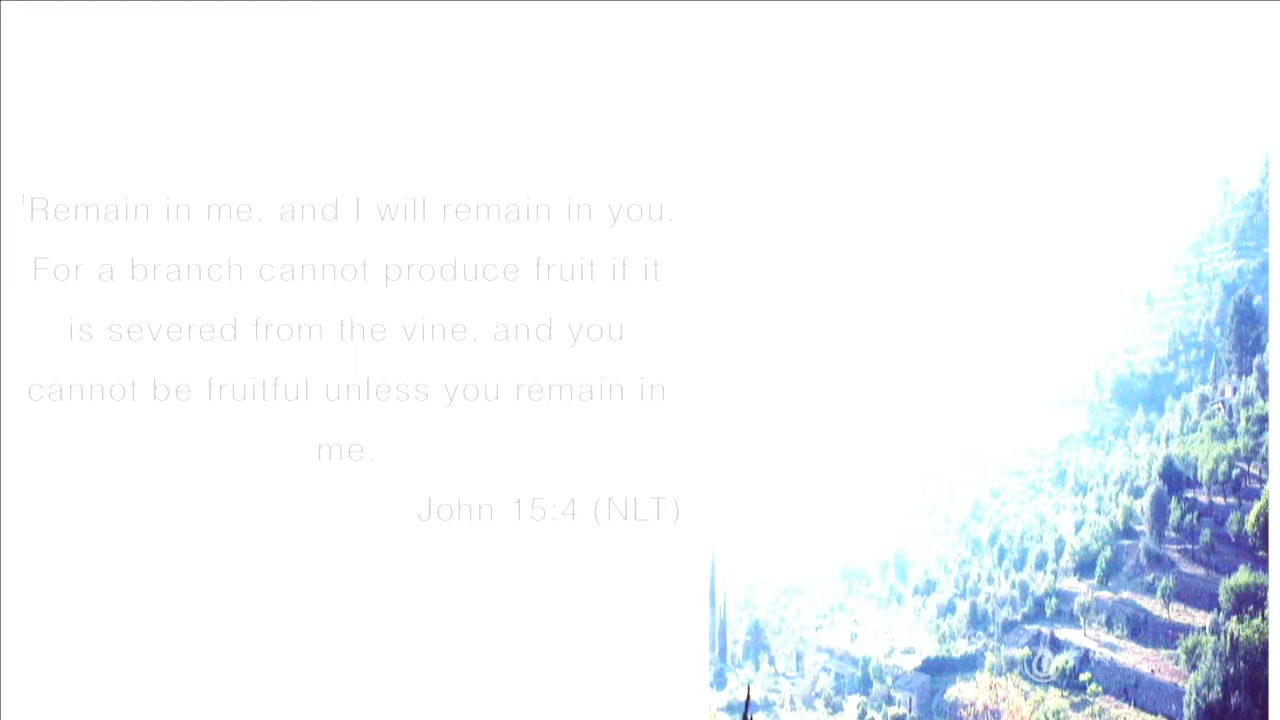 'Remain in me, and I will remain in you.
For a branch cannot produce fruit if it
is severed from the vine, and you
cannot be fruitful unless you remain in
me.
John 15:4 (NLT)